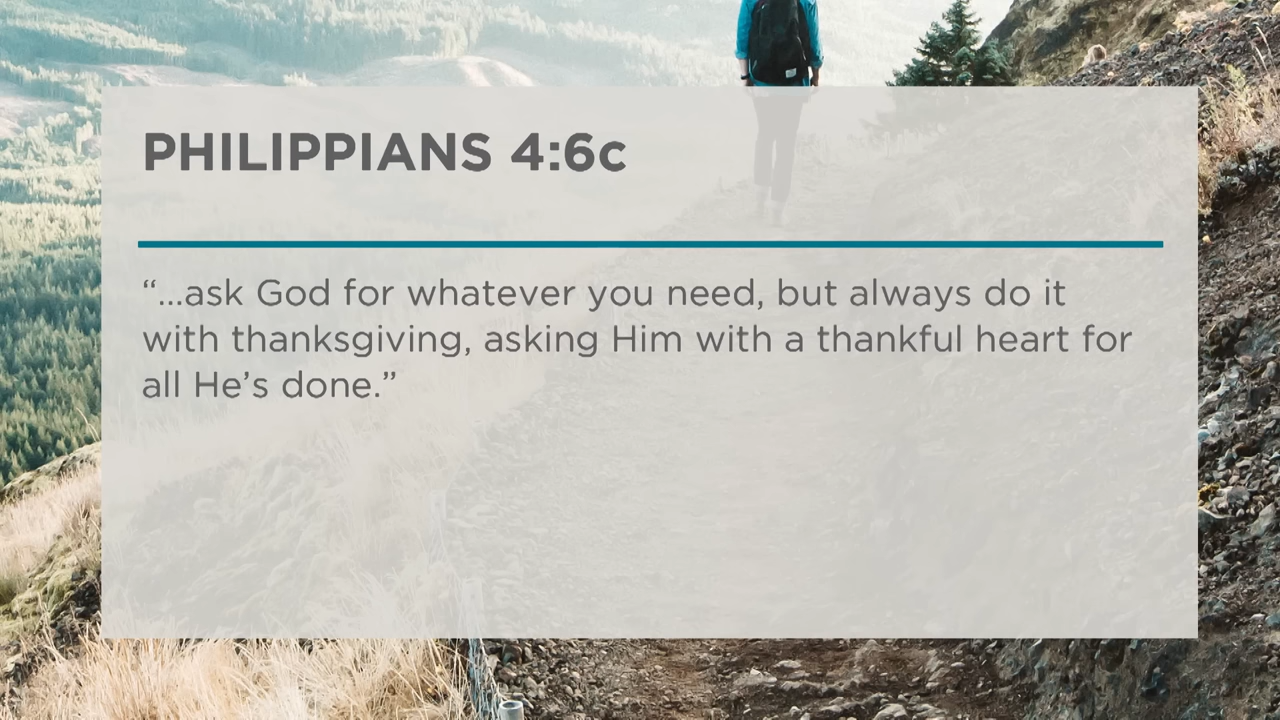 PHILIPPIANS 4:6c
“...ask God for whatever you need, but always do it
with thanksgiving, asking Him with a thankful heart for
all He’s done.”